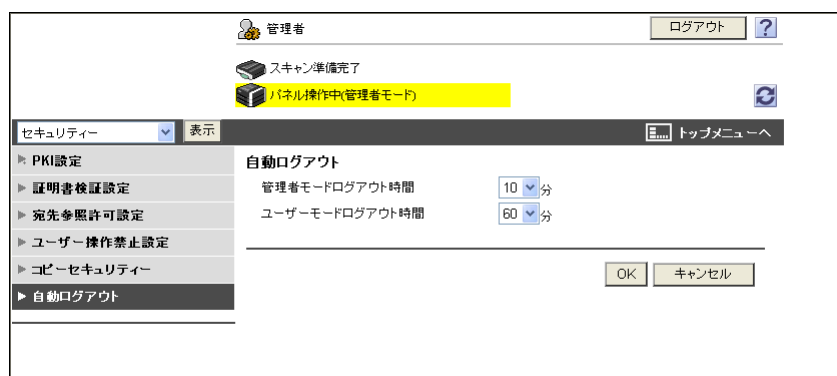 管理者
ログアウト
?
スキャン準備完了
パネル操作中(管理者モード)
セキュリティー
表示
トップメニューへ
PKI設定
証明書検証設定
宛先参照許可設定
ユーザー操作禁止設定
コピーセキュリティー
自動ログアウト
自動ログアウト
管理者モードログアウト時間 10 分
ユーザーモードログアウト時間 60 分
OK キャンセル